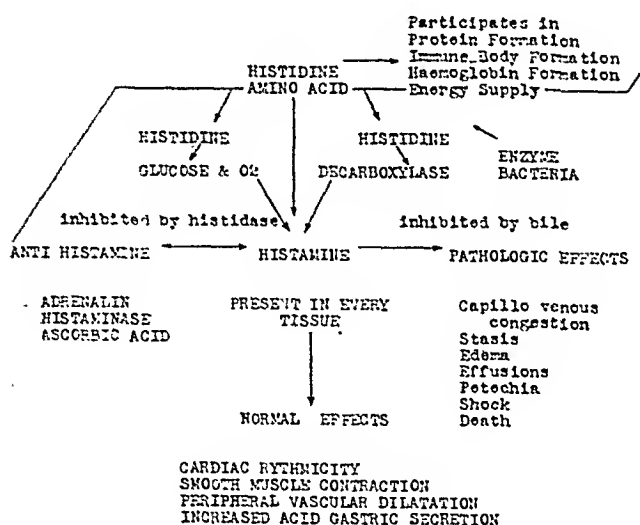 Participates in
Protein Formation
Immune Body Formation
Haemoglobin Formation
Energy Supply
HISTIDINE
AMINO ACID
HISTIDINE
HISTIDINE
GLUCOSE & O2
DECARBOXYLASE
ENZYME
BACTERIA
inhibited by histidase
inhibited by bile
ANTI HISTAMINE
HISTAMINE
PATHOLOGIC EFFECTS
ADRENALIN
HISTAMINASE
ASCORBIC ACID
PRESENT IN EVERY
TISSUE
Capillo venous
congestion
Stasis
Edema
Effusions
Petechia
Shock
Death
NORMAL EFFECTS
CARDIAC RYTHMICITY
SMOOTH MUSCLE CONTRACTION
PERIPHERAL VASCULAR DILATATION
INCREASED ACID GASTRIC SECRETION